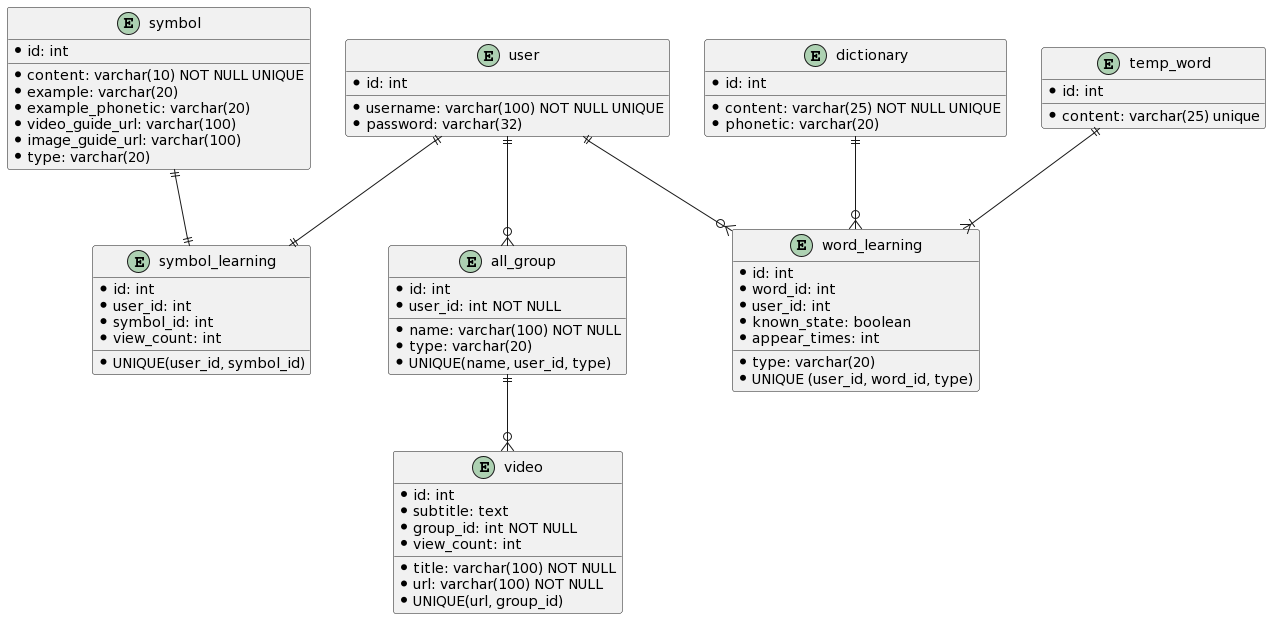 E symbol
id: int
content: varchar(10) NOT NULL UNIQUE
example: varchar(20)
example_phonetic: varchar(20)
video_guide_url: varchar(100)
image_guide_url: varchar(100)
type: varchar(20)
E user
id: int
username: varchar(100) NOT NULL UNIQUE
password: varchar(32)
E dictionary
id: int
content: varchar(25) NOT NULL UNIQUE
phonetic: varchar(20)
E temp_word
id: int
content: varchar(25) unique
E symbol_learning
id: int
user_id: int
symbol_id: int
view_count: int
UNIQUE(user_id, symbol_id)
E all_group
id: int
user_id: int NOT NULL
name: varchar(100) NOT NULL
type: varchar(20)
UNIQUE(name, user_id, type)
E word_learning
id: int
word_id: int
user_id: int
known_state: boolean
appear_times: int
type: varchar(20)
UNIQUE (user_id, word_id, type)
E video
id: int
subtitle: text
group_id: int NOT NULL
view_count: int
title: varchar(100) NOT NULL
url: varchar(100) NOT NULL
UNIQUE(url, group_id)